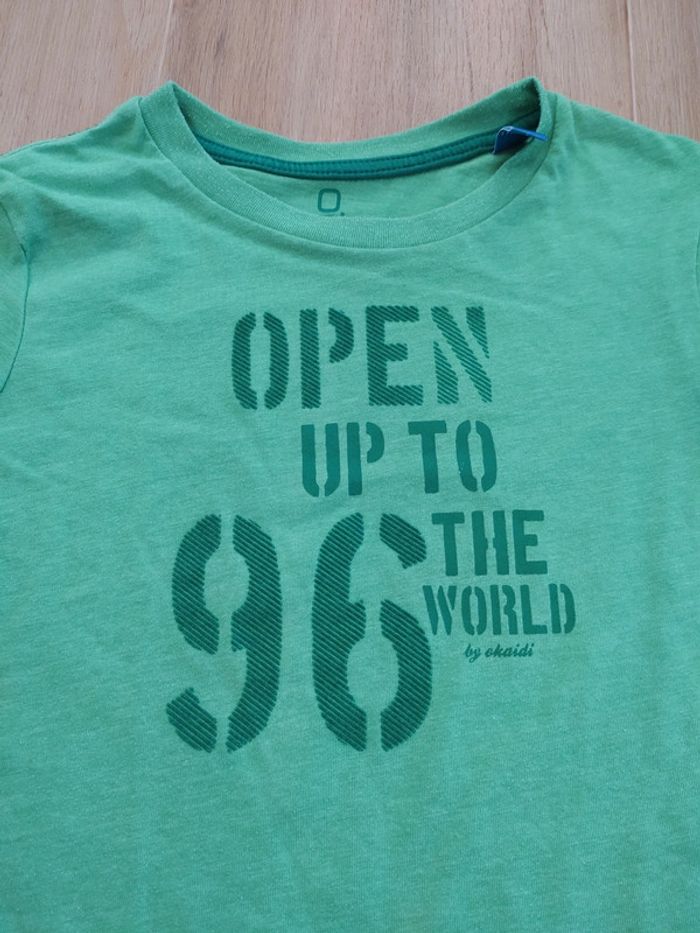 O.
OPEN
UP TO
96 THE
WORLD
by okaidi